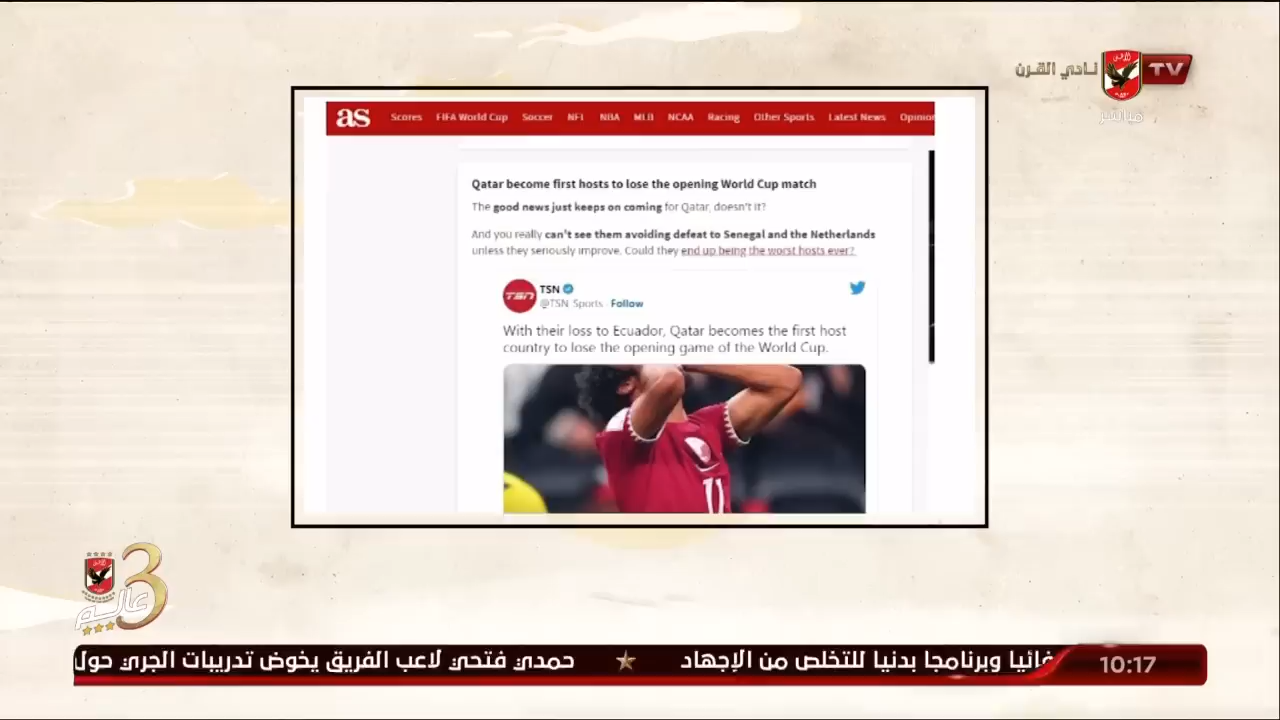 نادي القرن
TV
مباشر
as
Scores FIFA World Cup Soccer NFL NBA MLB NCAA Racing Other Sports Latest News Opinion
Qatar become first hosts to lose the opening World Cup match
The good news just keeps on coming for Qatar, doesn't it?
And you really can't see them avoiding defeat to Senegal and the Netherlands
unless they seriously improve. Could they end up being the worst hosts ever?
TSN
@TSN_Sports · Follow
With their loss to Ecuador, Qatar becomes the first host
country to lose the opening game of the World Cup.
11
3
عالم
وبرنامجا بدنيا للتخلص من الإجهاد
حمدي فتحي لاعب الفريق يخوض تدريبات الجري حول
10:17